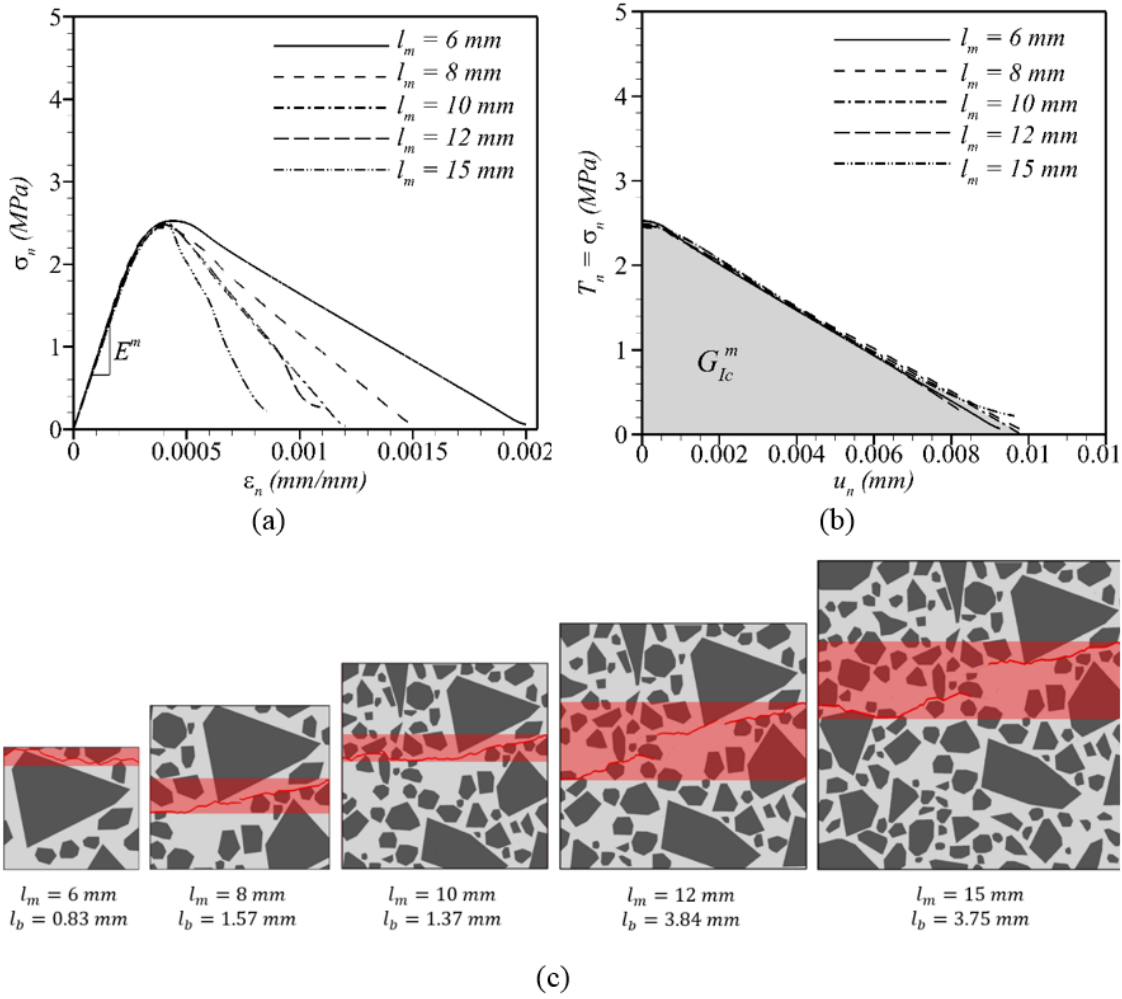 5
4
3
2
1
0
σn (MPa)
lm = 6 mm
lm = 8 mm
lm = 10 mm
lm = 12 mm
lm = 15 mm
E^m
0
0.0005
0.001
0.0015
0.002
εn (mm/mm)
(a)
5
4
3
2
1
0
Tn = σn (MPa)
lm = 6 mm
lm = 8 mm
lm = 10 mm
lm = 12 mm
lm = 15 mm
G_Ic^m
0
0.002
0.004
0.006
0.008
0.01
0.01
un (mm)
(b)
lm = 6 mm
lb = 0.83 mm
lm = 8 mm
lb = 1.57 mm
lm = 10 mm
lb = 1.37 mm
lm = 12 mm
lb = 3.84 mm
lm = 15 mm
lb = 3.75 mm
(c)